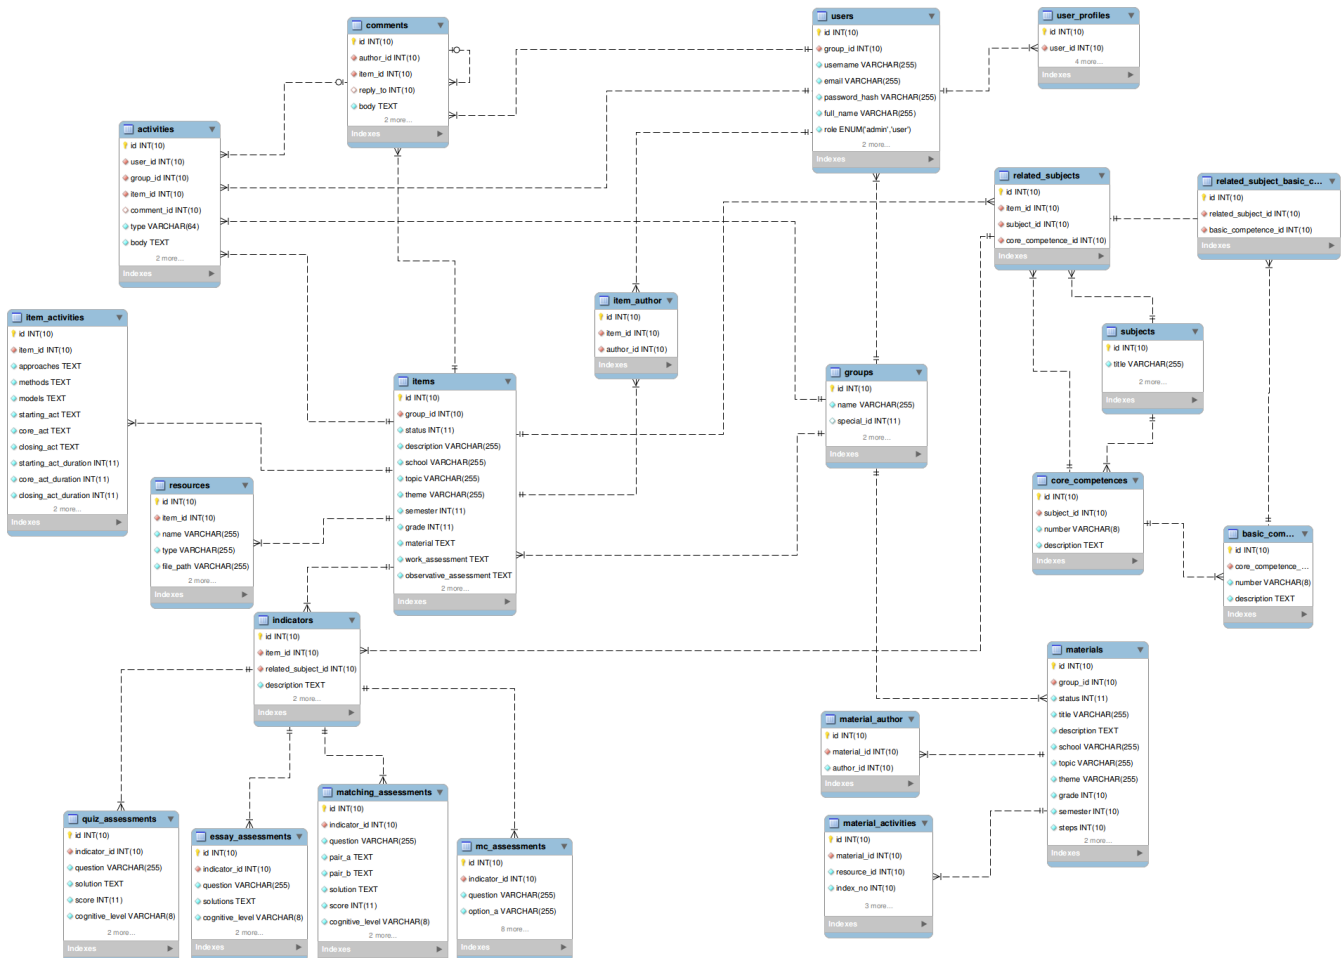 comments
id INT(10)
author_id INT(10)
item_id INT(10)
reply_to INT(10)
body TEXT
2 more...
Indexes
users
id INT(10)
group_id INT(10)
username VARCHAR(255)
email VARCHAR(255)
password_hash VARCHAR(255)
full_name VARCHAR(255)
role ENUM('admin','user')
2 more...
Indexes
user_profiles
id INT(10)
user_id INT(10)
4 more...
Indexes
activities
id INT(10)
user_id INT(10)
group_id INT(10)
item_id INT(10)
comment_id INT(10)
type VARCHAR(64)
body TEXT
2 more...
Indexes
related_subjects
id INT(10)
item_id INT(10)
subject_id INT(10)
core_competence_id INT(10)
Indexes
related_subject_basic_c...
id INT(10)
related_subject_id INT(10)
basic_competence_id INT(10)
Indexes
item_activities
id INT(10)
item_id INT(10)
approaches TEXT
methods TEXT
models TEXT
starting_act TEXT
core_act TEXT
closing_act TEXT
starting_act_duration INT(11)
core_act_duration INT(11)
closing_act_duration INT(11)
2 more...
Indexes
item_author
id INT(10)
item_id INT(10)
author_id INT(10)
Indexes
subjects
id INT(10)
title VARCHAR(255)
2 more...
Indexes
items
id INT(10)
group_id INT(10)
status INT(11)
description VARCHAR(255)
school VARCHAR(255)
topic VARCHAR(255)
theme VARCHAR(255)
semester INT(11)
grade INT(11)
material TEXT
work_assessment TEXT
observative_assessment TEXT
2 more...
Indexes
groups
id INT(10)
name VARCHAR(255)
special_id INT(11)
2 more...
Indexes
resources
id INT(10)
item_id INT(10)
name VARCHAR(255)
type VARCHAR(255)
file_path VARCHAR(255)
2 more...
Indexes
core_competences
id INT(10)
subject_id INT(10)
number VARCHAR(8)
description TEXT
Indexes
basic_com...
id INT(10)
core_competence_...
number VARCHAR(8)
description TEXT
Indexes
indicators
id INT(10)
item_id INT(10)
related_subject_id INT(10)
description TEXT
2 more...
Indexes
materials
id INT(10)
group_id INT(10)
status INT(11)
title VARCHAR(255)
description TEXT
school VARCHAR(255)
topic VARCHAR(255)
theme VARCHAR(255)
grade INT(10)
semester INT(10)
steps INT(10)
2 more...
Indexes
material_author
id INT(10)
material_id INT(10)
author_id INT(10)
Indexes
material_activities
id INT(10)
material_id INT(10)
resource_id INT(10)
index_no INT(10)
3 more...
Indexes
quiz_assessments
id INT(10)
indicator_id INT(10)
question VARCHAR(255)
solution TEXT
score INT(11)
cognitive_level VARCHAR(8)
2 more...
Indexes
essay_assessments
id INT(10)
indicator_id INT(10)
question VARCHAR(255)
solutions TEXT
cognitive_level VARCHAR(8)
2 more...
Indexes
matching_assessments
id INT(10)
indicator_id INT(10)
question VARCHAR(255)
pair_a TEXT
pair_b TEXT
solution TEXT
score INT(11)
cognitive_level VARCHAR(8)
2 more...
Indexes
mc_assessments
id INT(10)
indicator_id INT(10)
question VARCHAR(255)
option_a VARCHAR(255)
8 more...
Indexes